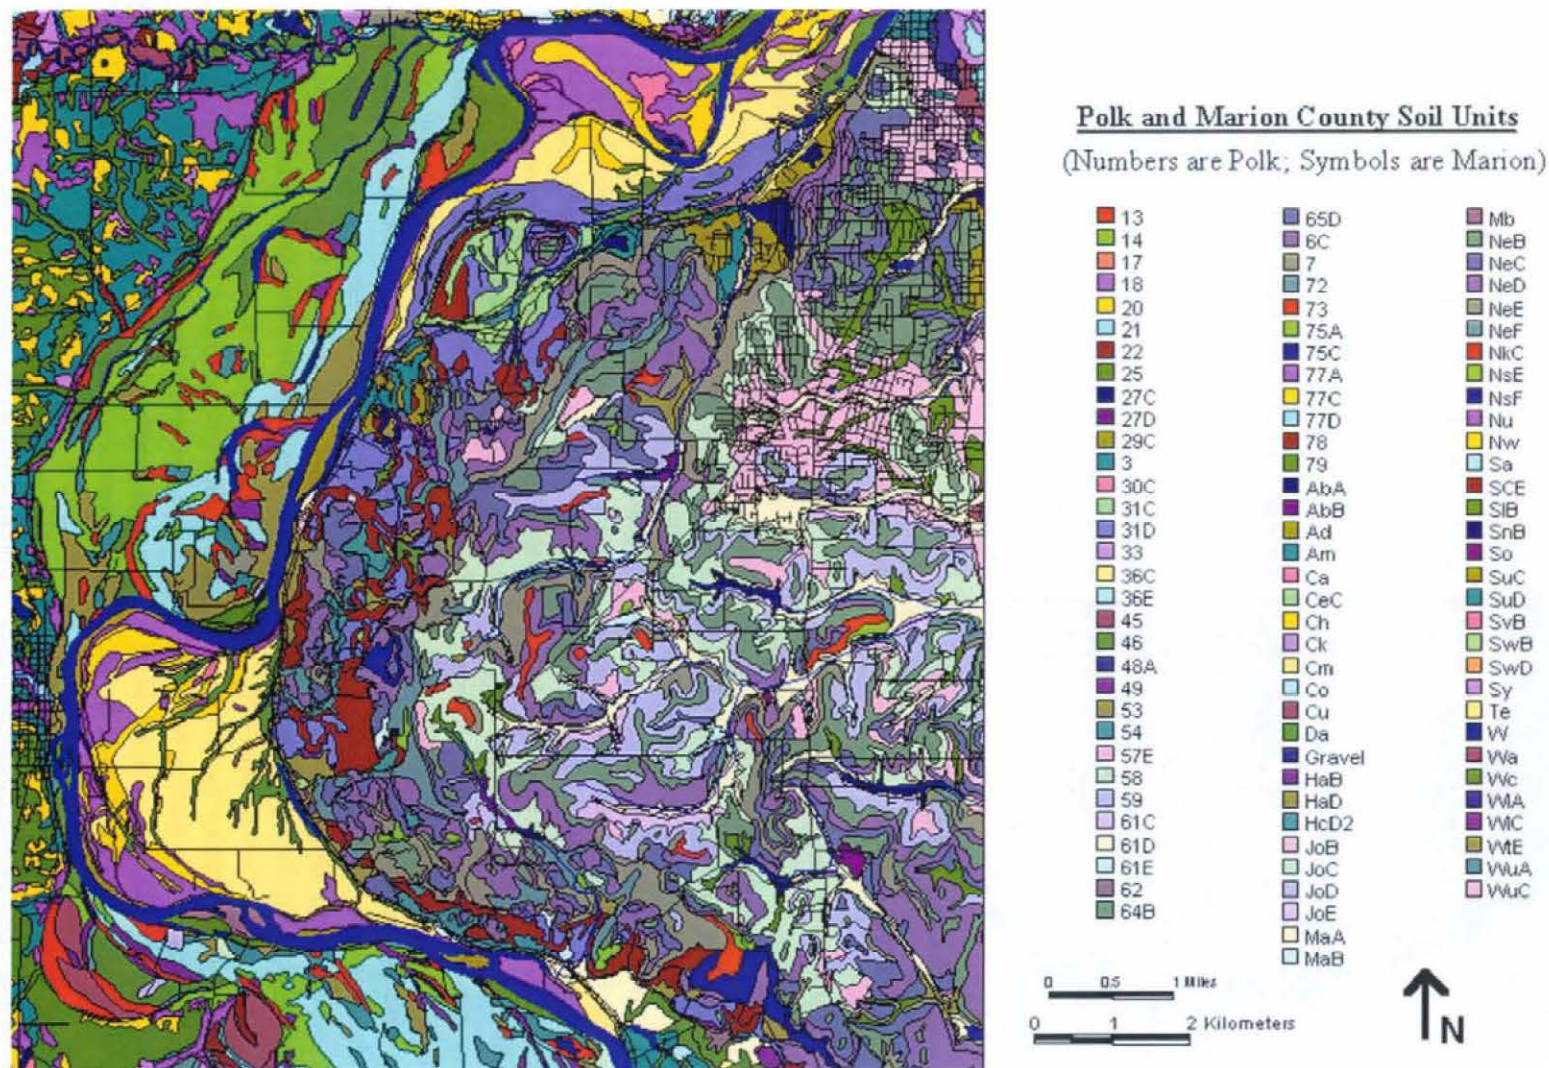 Polk and Marion County Soil Units
(Numbers are Polk; Symbols are Marion)
13
14
17
18
20
21
22
25
27C
27D
29C
3
30C
31C
31D
33
36C
36E
45
46
48A
49
53
54
57E
58
59
61C
61D
61E
62
64B
65D
6C
7
72
73
75A
75C
77A
77C
77D
78
79
AbA
AbB
Ad
Am
Ca
CeC
Ch
Ck
Cm
Co
Cu
Da
Gravel
HaB
HaD
HcD2
JoB
JoC
JoD
JoE
MaA
MaB
Mb
NeB
NeC
NeD
NeE
NeF
NkC
NsE
NsF
Nu
Nw
Sa
SCE
SlB
SnB
So
SuC
SuD
SvB
SwB
SwD
Sy
Te
W
Wa
Wc
WlA
WlC
WtE
WuA
WuC
0 0.5 1 Miles
0 1 2 Kilometers
N